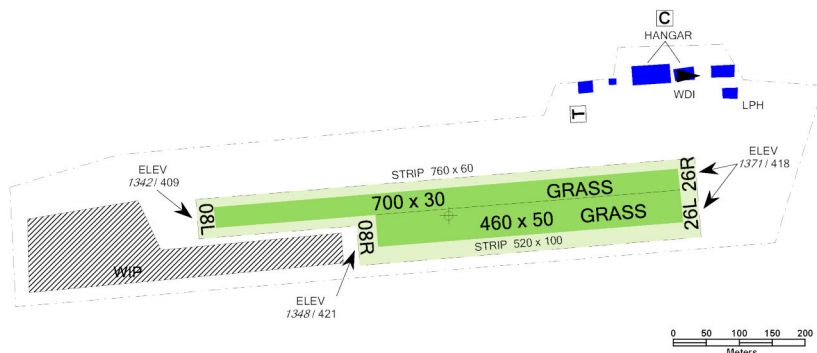 C
HANGAR
WDI
LPH
T
ELEV
1342 / 409
STRIP 760 x 60
ELEV
1371 / 418
08L
700 x 30
GRASS
26R
08R
460 x 50
GRASS
26L
STRIP 520 x 100
WIP
ELEV
1348 / 421
0 50 100 150 200
Meters